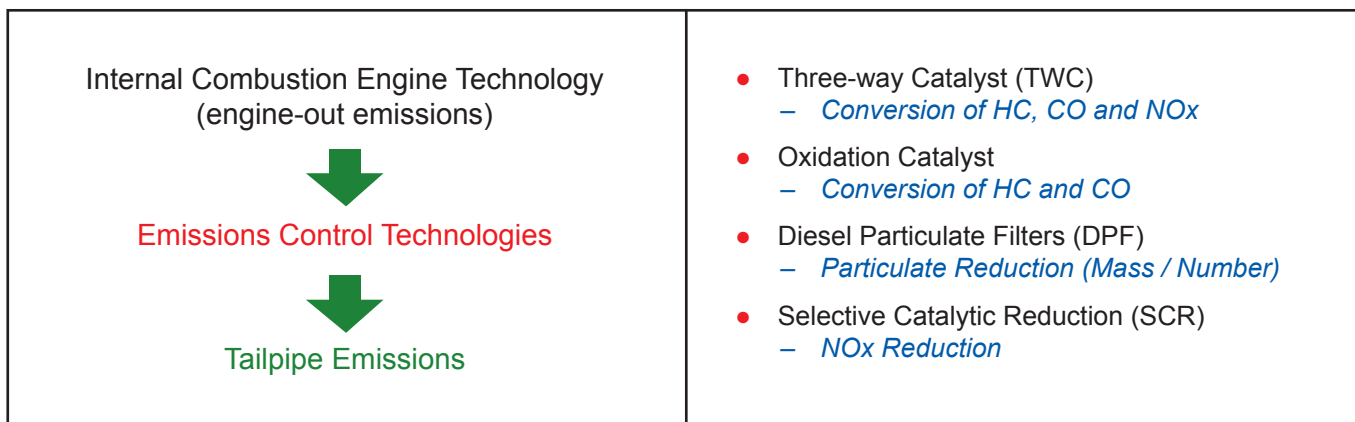 Internal Combustion Engine Technology
(engine-out emissions)
Emissions Control Technologies
Tailpipe Emissions
● Three-way Catalyst (TWC)
– Conversion of HC, CO and NOx
● Oxidation Catalyst
– Conversion of HC and CO
● Diesel Particulate Filters (DPF)
– Particulate Reduction (Mass / Number)
● Selective Catalytic Reduction (SCR)
– NOx Reduction